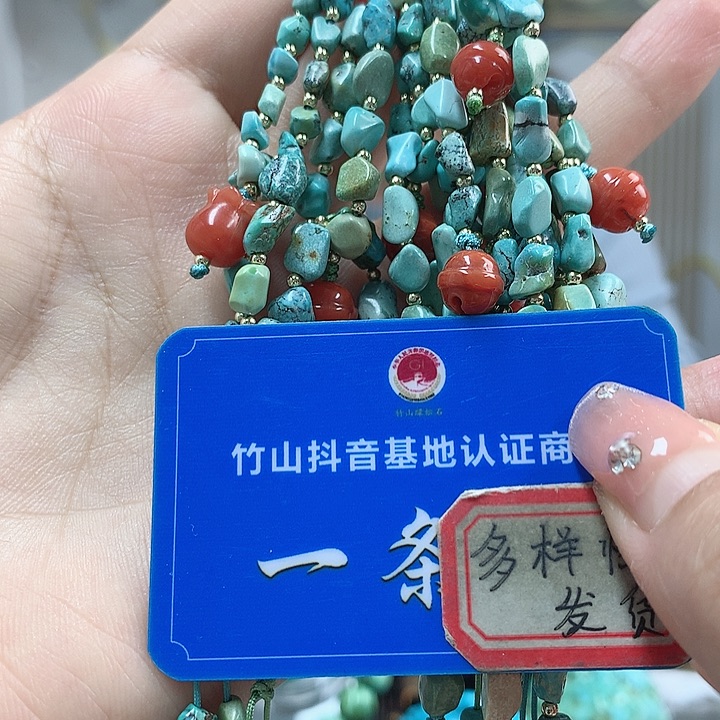 竹山绿松石
竹山抖音基地认证商
一条
多样
发货